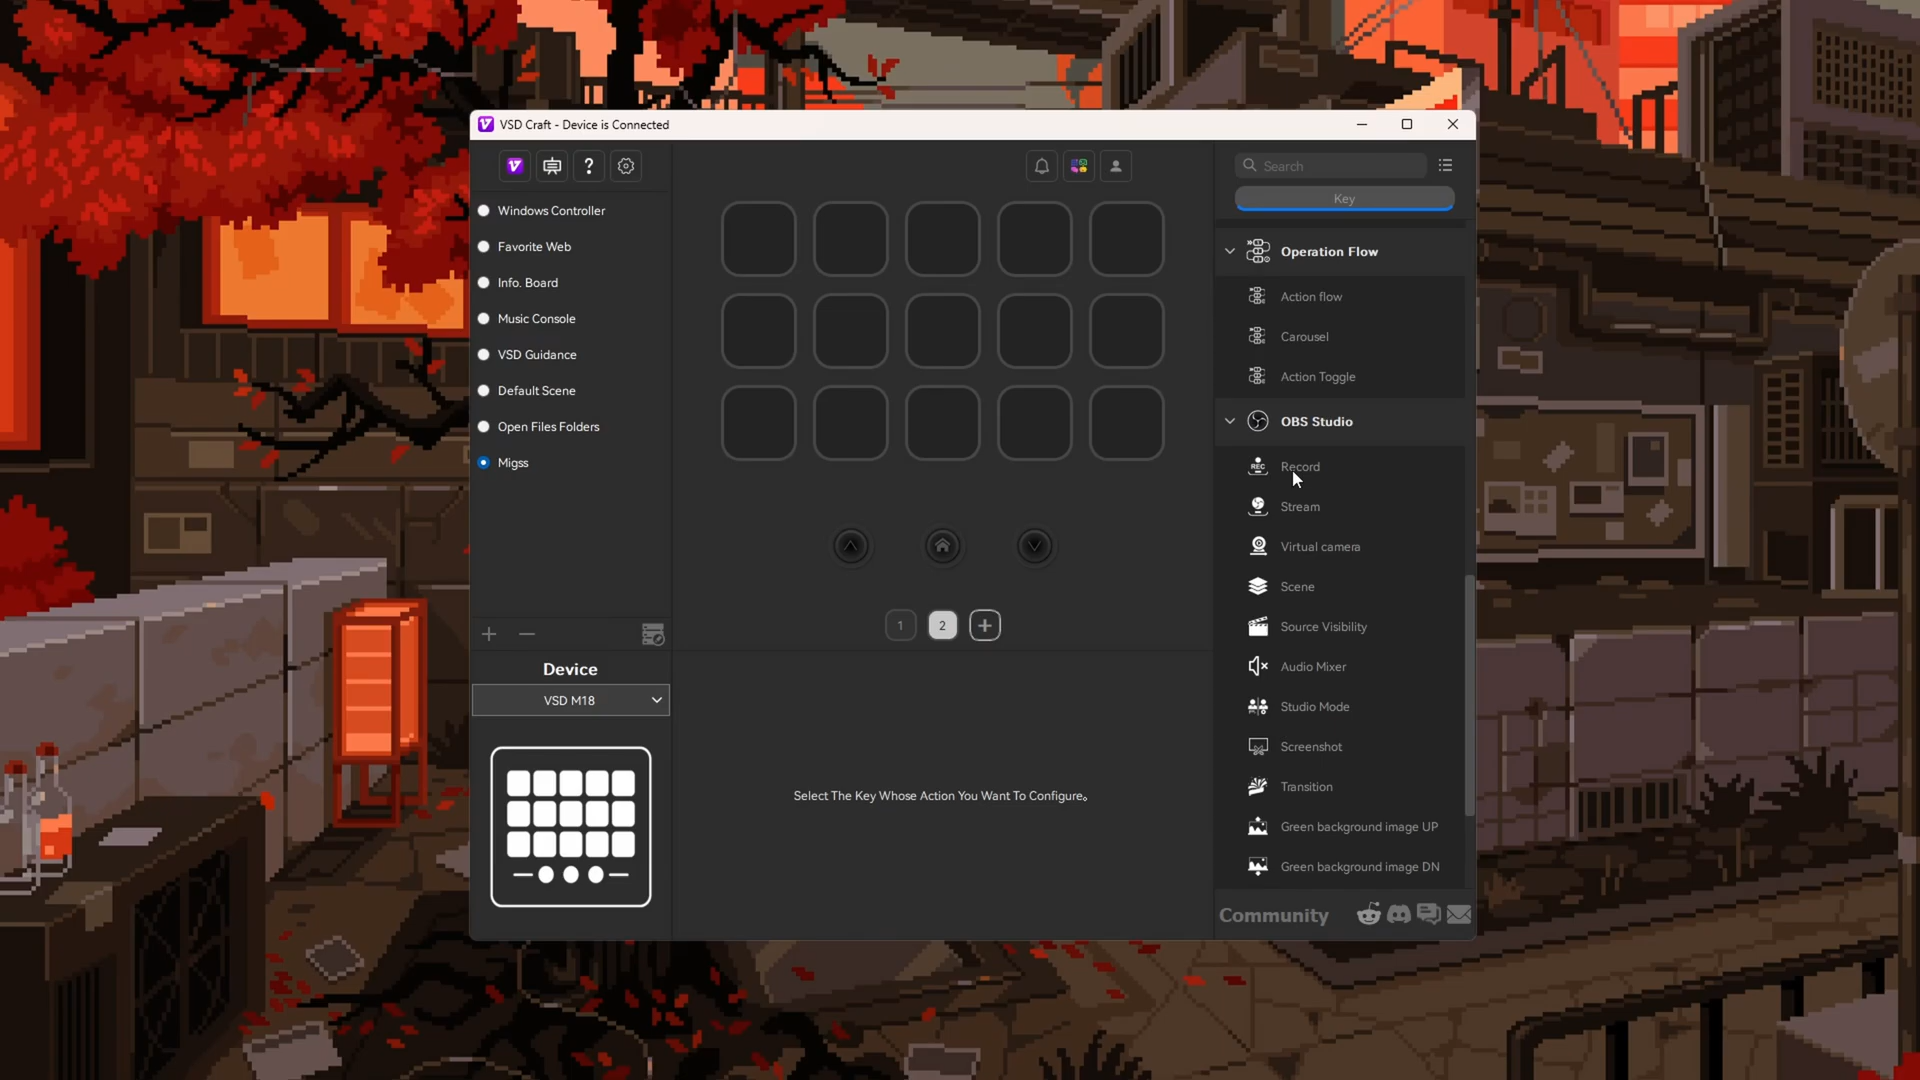 VSD Craft - Device is Connected
?
Search
Key
Windows Controller
Favorite Web
Info. Board
Music Console
VSD Guidance
Default Scene
Open Files Folders
Migss
1
2
+
Device
VSD M18
Select The Key Whose Action You Want To Configure。
Operation Flow
Action flow
Carousel
Action Toggle
OBS Studio
REC
Record
Stream
Virtual camera
Scene
Source Visibility
Audio Mixer
Studio Mode
Screenshot
Transition
Green background image UP
Green background image DN
Community